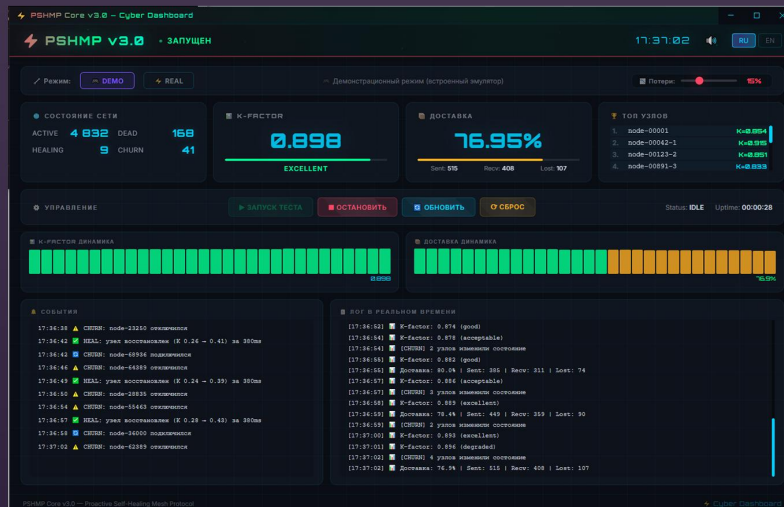 PSHMP Core v3.0 — Cyber Dashboard
PSHMP v3.0 • ЗАПУЩЕН
17:37:02 RU EN
Режим: DEMO REAL
Демонстрационный режим (встроенный эмулятор)
Потери: 15%
СОСТОЯНИЕ СЕТИ
ACTIVE 4 832 DEAD 168
HEALING 9 CHURN 41
K-FACTOR
0.898
EXCELLENT
ДОСТАВКА
76.95%
Sent: 515 Recv: 408 Lost: 107
ТОП УЗЛОВ
1. node-00001 K=0.854
2. node-00042-1 K=0.915
3. node-00123-2 K=0.851
4. node-00891-3 K=0.833
УПРАВЛЕНИЕ
ЗАПУСК ТЕСТА
ОСТАНОВИТЬ
ОБНОВИТЬ
СБРОС
Status: IDLE Uptime: 00:00:28
K-FACTOR ДИНАМИКА
0.898
ДОСТАВКА ДИНАМИКА
76.9%
СОБЫТИЯ
17:36:38 CHURN: node-23250 отключился
17:36:42 HEAL: узел восстановлен (K 0.26 → 0.41) за 380ms
17:36:42 CHURN: node-68936 подключился
17:36:46 CHURN: node-64389 отключился
17:36:49 HEAL: узел восстановлен (K 0.24 → 0.39) за 380ms
17:36:50 CHURN: node-28835 отключился
17:36:54 CHURN: node-55463 отключился
17:36:57 HEAL: узел восстановлен (K 0.28 → 0.43) за 380ms
17:36:58 CHURN: node-36000 подключился
17:37:02 CHURN: node-62389 отключился
ЛОГ В РЕАЛЬНОМ ВРЕМЕНИ
[17:36:52] K-factor: 0.874 (good)
[17:36:54] K-factor: 0.878 (acceptable)
[17:36:54] [CHURN] 2 узлов изменили состояние
[17:36:55] K-factor: 0.882 (good)
[17:36:55] Доставка: 80.0% | Sent: 385 | Recv: 311 | Lost: 74
[17:36:57] K-factor: 0.886 (acceptable)
[17:36:57] [CHURN] 3 узлов изменили состояние
[17:36:58] K-factor: 0.889 (excellent)
[17:36:59] Доставка: 78.4% | Sent: 449 | Recv: 359 | Lost: 90
[17:36:59] [CHURN] 2 узлов изменили состояние
[17:37:00] K-factor: 0.893 (excellent)
[17:37:01] K-factor: 0.896 (degraded)
[17:37:02] [CHURN] 4 узлов изменили состояние
[17:37:02] Доставка: 76.9% | Sent: 515 | Recv: 408 | Lost: 107
PSHMP Core v3.0 — Proactive Self-Healing Mesh Protocol
Cyber Dashboard